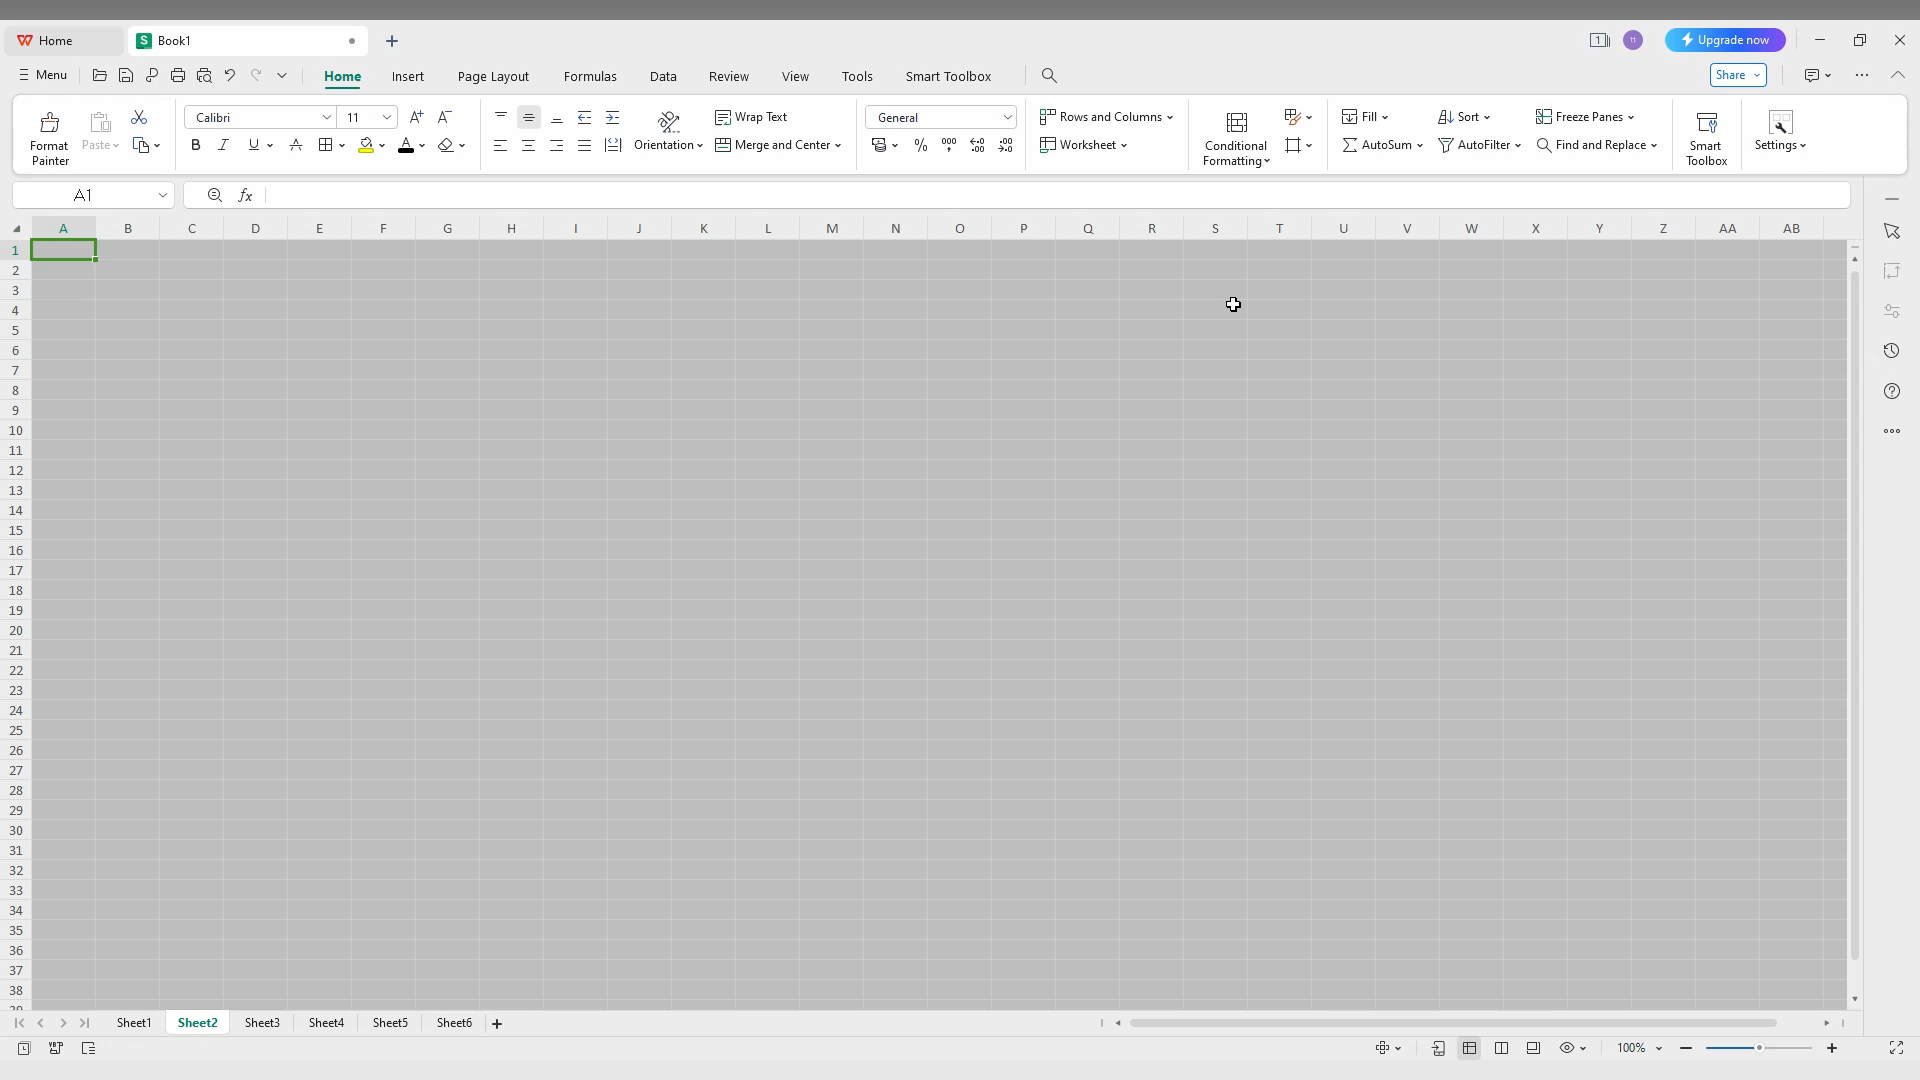 Home
Book1
Upgrade now
Menu
Home Insert Page Layout Formulas Data Review View Tools Smart Toolbox
Share
Format Painter
Paste
Calibri 11
Orientation
Wrap Text
Merge and Center
General
Rows and Columns
Worksheet
Conditional Formatting
Fill
Sort
Freeze Panes
AutoSum
AutoFilter
Find and Replace
Smart Toolbox
Settings
A1
fx
A B C D E F G H I J K L M N O P Q R S T U V W X Y Z AA AB
1
2
3
4
5
6
7
8
9
10
11
12
13
14
15
16
17
18
19
20
21
22
23
24
25
26
27
28
29
30
31
32
33
34
35
36
37
38
Sheet1 Sheet2 Sheet3 Sheet4 Sheet5 Sheet6
100%